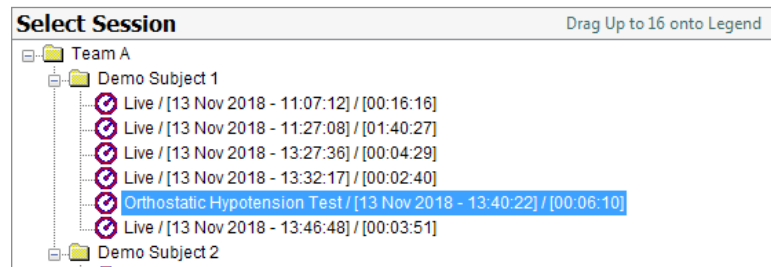 Select Session
Drag Up to 16 onto Legend
Team A
Demo Subject 1
Live / [13 Nov 2018 - 11:07:12] / [00:16:16]
Live / [13 Nov 2018 - 11:27:08] / [01:40:27]
Live / [13 Nov 2018 - 13:27:36] / [00:04:29]
Live / [13 Nov 2018 - 13:32:17] / [00:02:40]
Orthostatic Hypotension Test / [13 Nov 2018 - 13:40:22] / [00:06:10]
Live / [13 Nov 2018 - 13:46:48] / [00:03:51]
Demo Subject 2